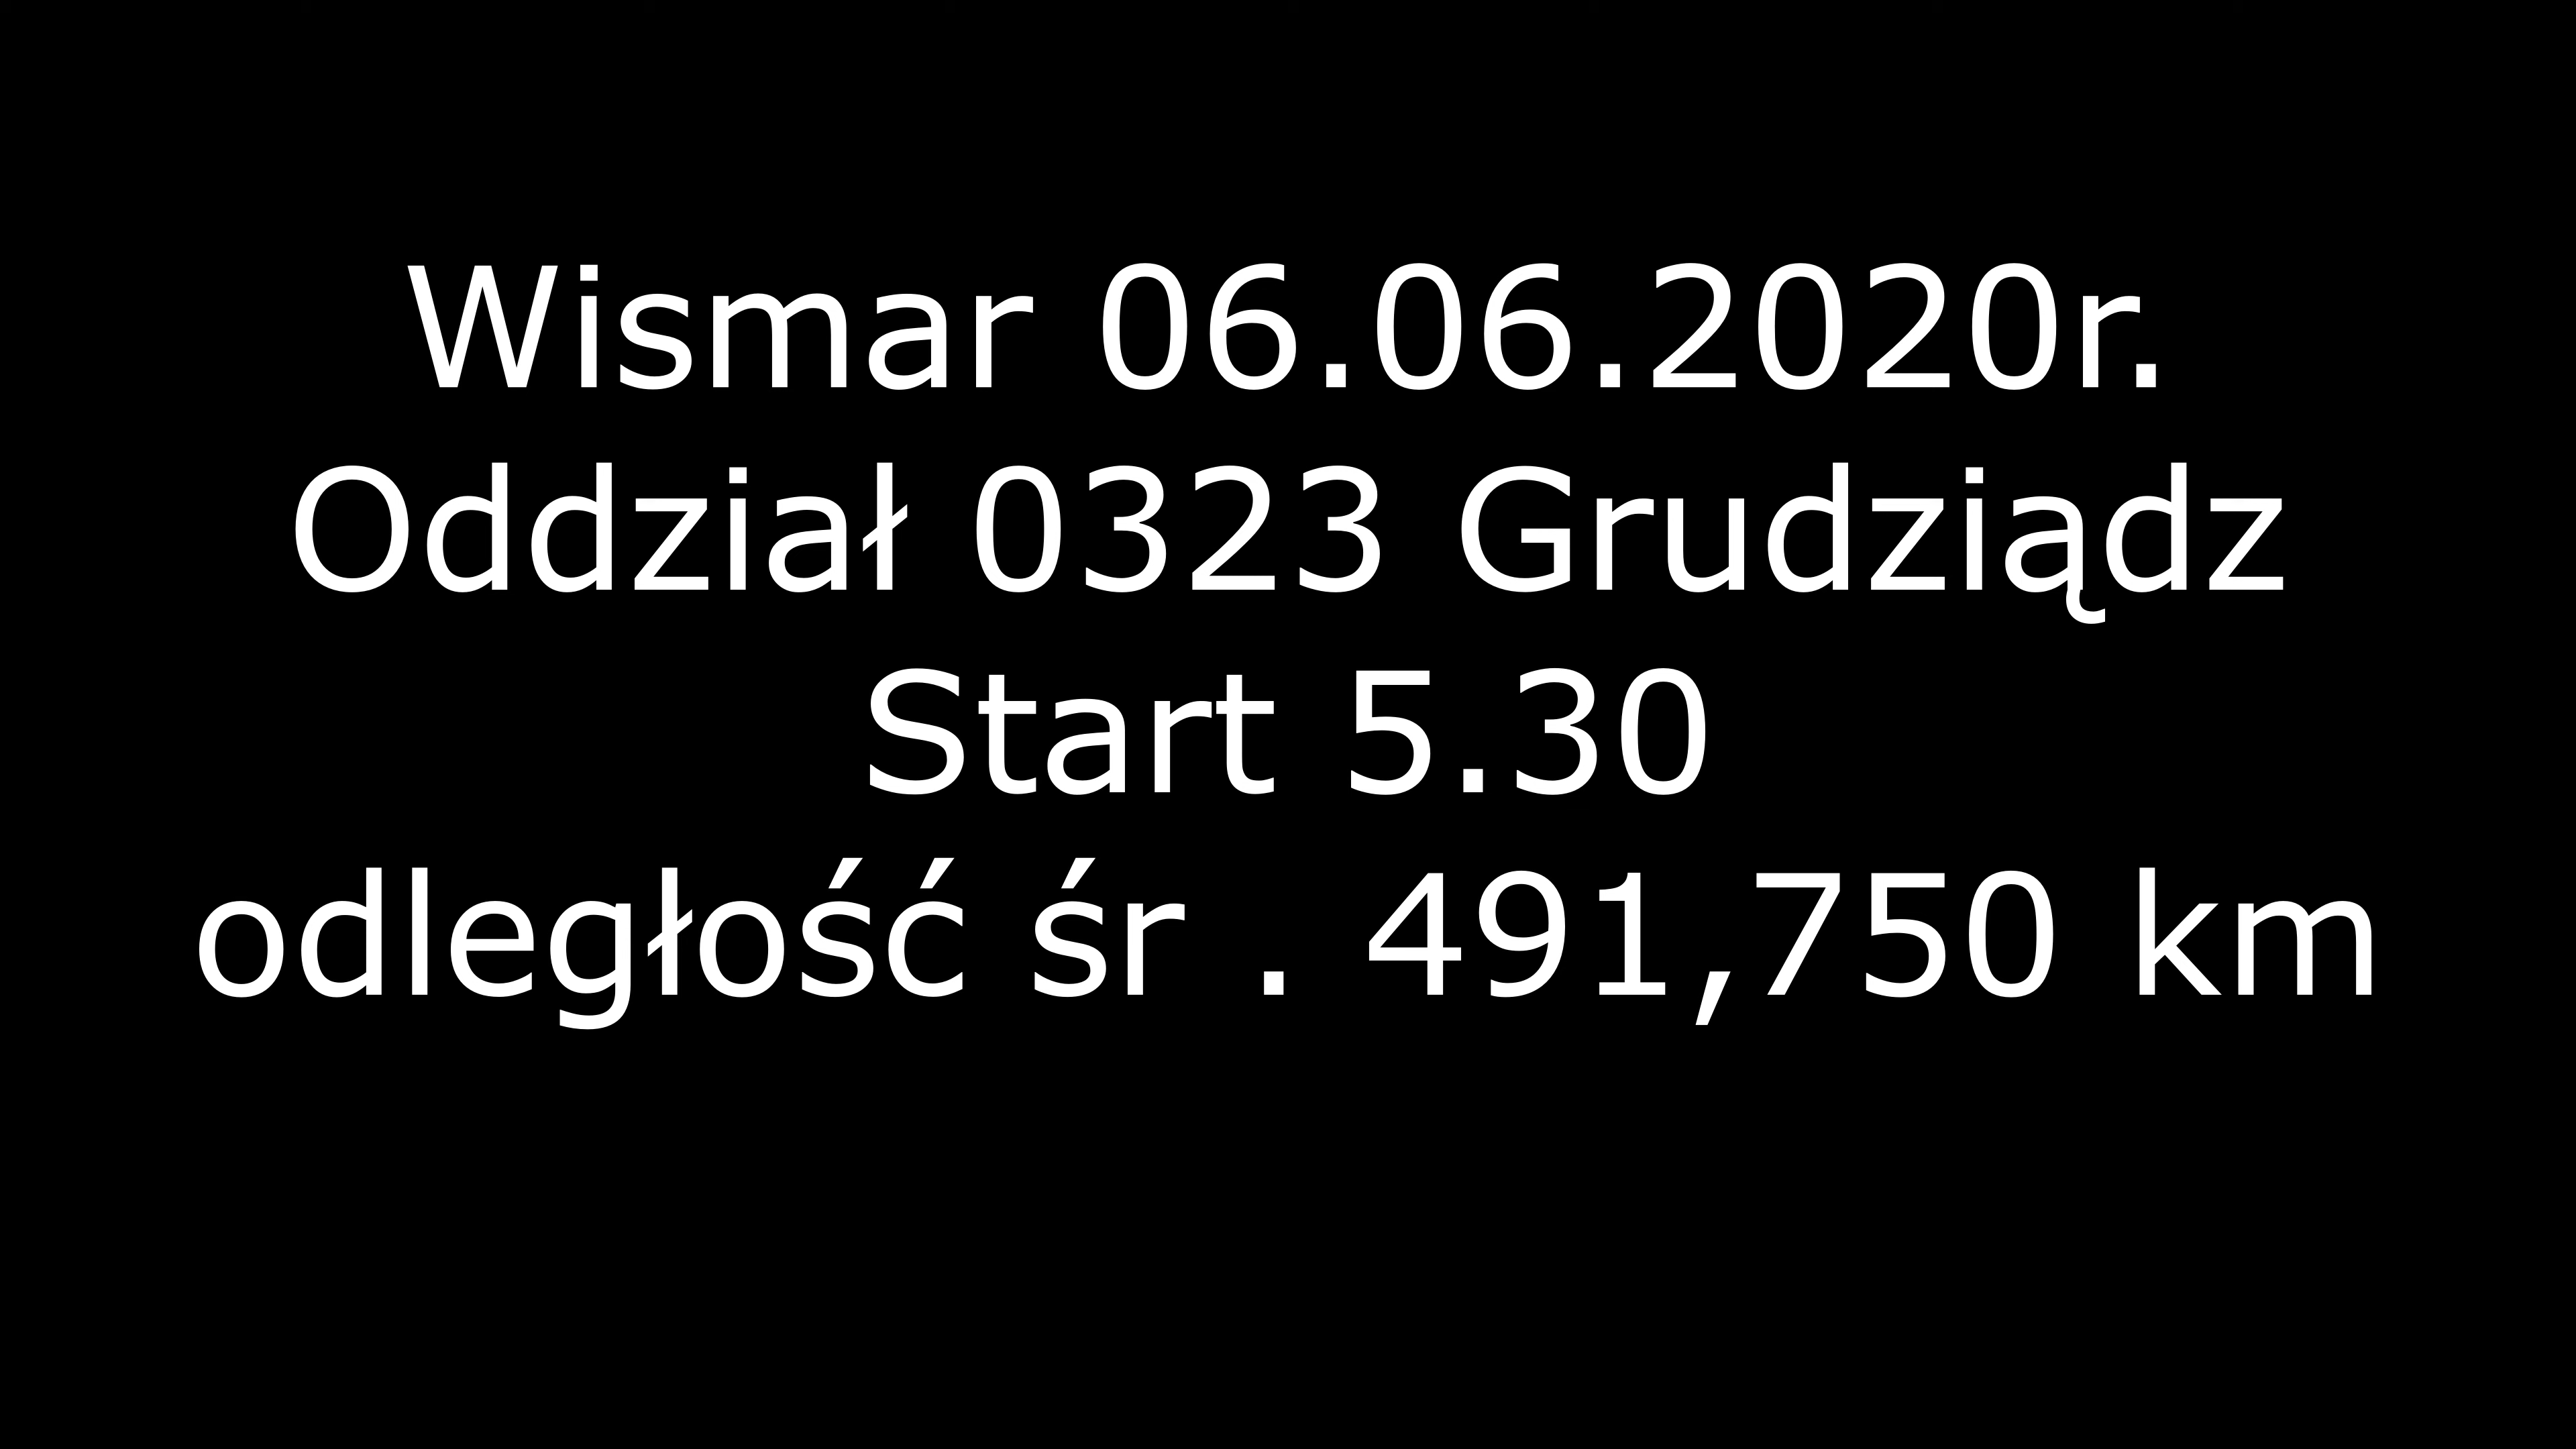 Wismar 06.06.2020r.
Oddział 0323 Grudziądz
Start 5.30
odległość śr . 491,750 km